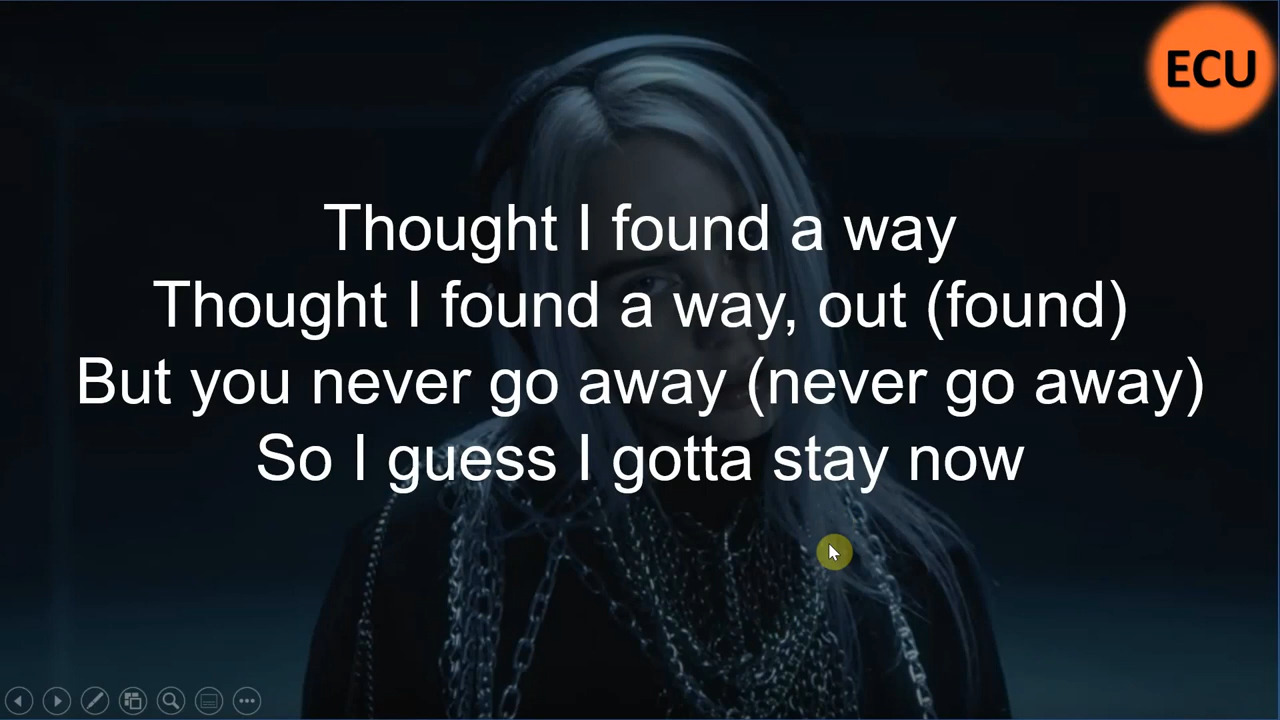 ECU
Thought I found a way
Thought I found a way, out (found)
But you never go away (never go away)
So I guess I gotta stay now